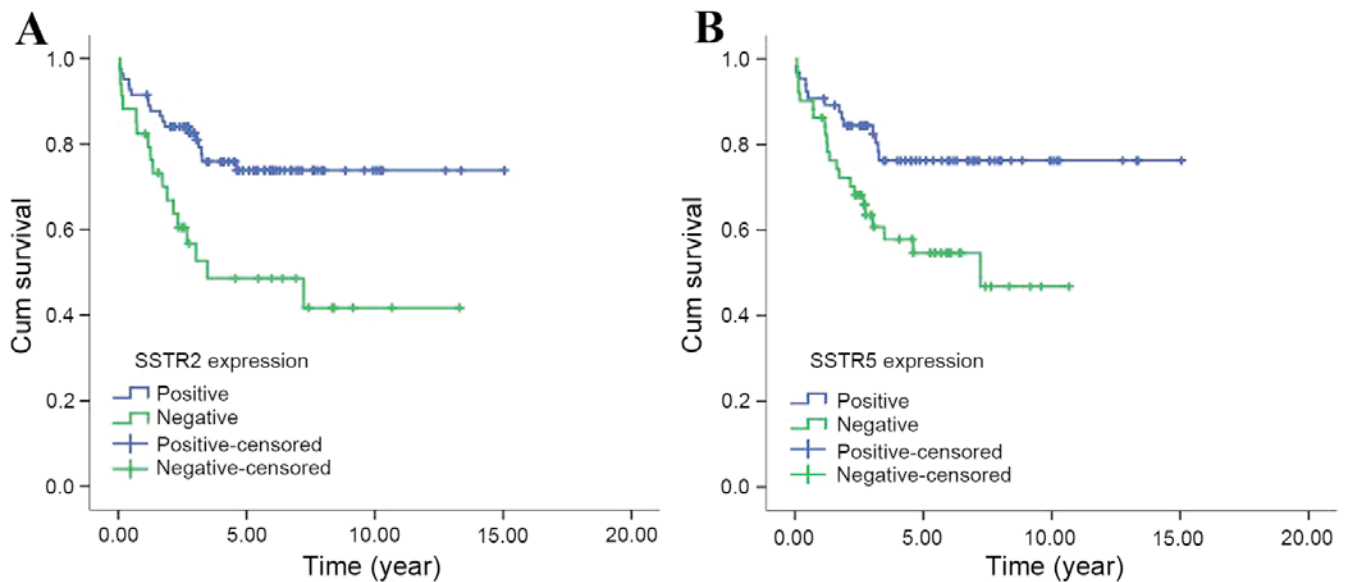 A
1.0
0.8
0.6
0.4
0.2
0.0
Cum survival
SSTR2 expression
Positive
Negative
Positive-censored
Negative-censored
0.00 5.00 10.00 15.00 20.00
Time (year)
B
1.0
0.8
0.6
0.4
0.2
0.0
Cum survival
SSTR5 expression
Positive
Negative
Positive-censored
Negative-censored
0.00 5.00 10.00 15.00 20.00
Time (year)